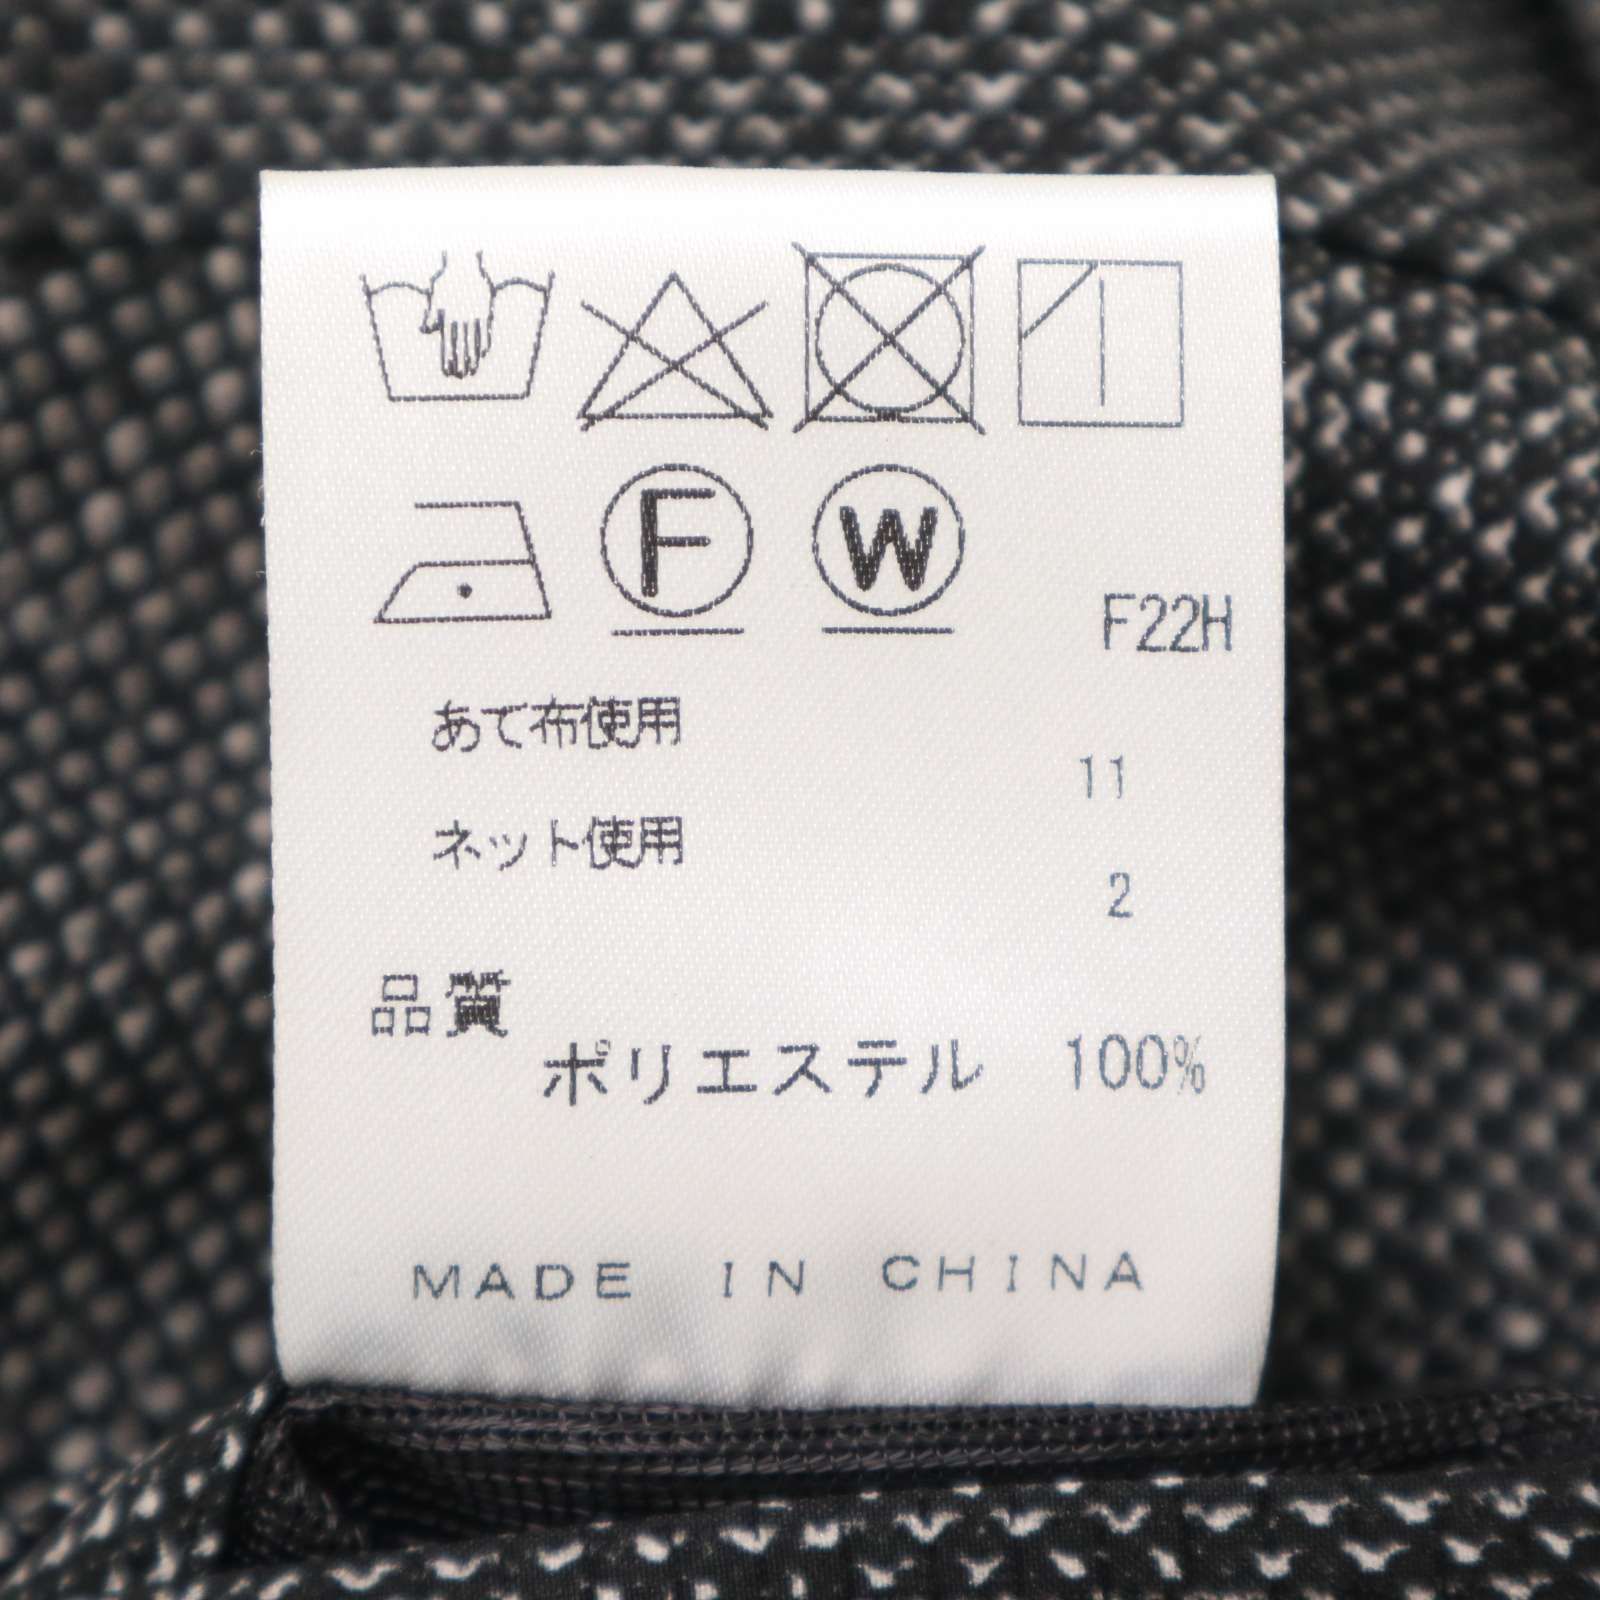 F W
F22H
あて布使用
11
ネット使用
2
品質
ポリエステル 100%
MADE IN CHINA